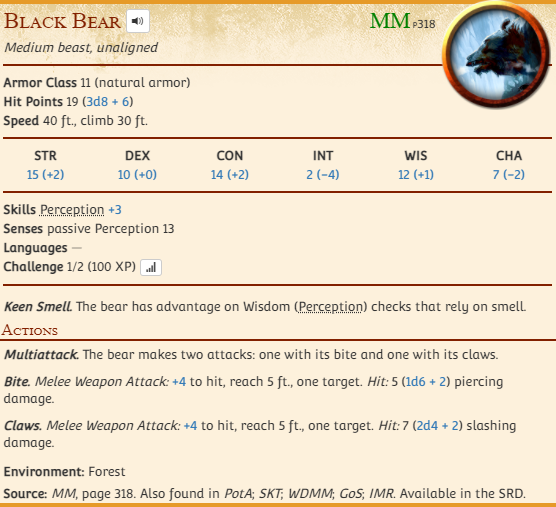 Black Bear MM P318
Medium beast, unaligned
Armor Class 11 (natural armor)
Hit Points 19 (3d8 + 6)
Speed 40 ft., climb 30 ft.
STR DEX CON INT WIS CHA
15 (+2) 10 (+0) 14 (+2) 2 (−4) 12 (+1) 7 (−2)
Skills Perception +3
Senses passive Perception 13
Languages —
Challenge 1/2 (100 XP)
Keen Smell. The bear has advantage on Wisdom (Perception) checks that rely on smell.
Actions
Multiattack. The bear makes two attacks: one with its bite and one with its claws.
Bite. Melee Weapon Attack: +4 to hit, reach 5 ft., one target. Hit: 5 (1d6 + 2) piercing
damage.
Claws. Melee Weapon Attack: +4 to hit, reach 5 ft., one target. Hit: 7 (2d4 + 2) slashing
damage.
Environment: Forest
Source: MM, page 318. Also found in PotA; SKT; WDMM; GoS; IMR. Available in the SRD.